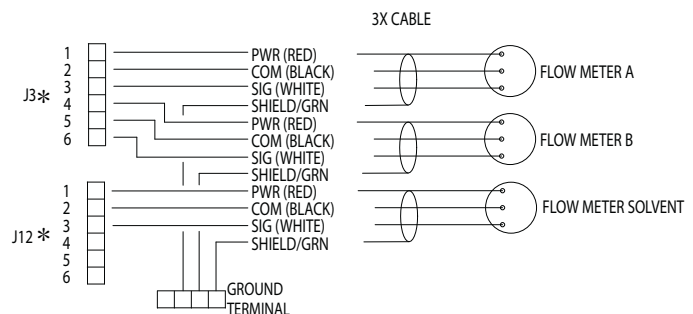 3X CABLE
1 PWR (RED)
2 COM (BLACK) FLOW METER A
3 SIG (WHITE)
J3* 4 SHIELD/GRN
5 PWR (RED)
6 COM (BLACK) FLOW METER B
SIG (WHITE)
SHIELD/GRN
1 PWR (RED)
2 COM (BLACK) FLOW METER SOLVENT
3 SIG (WHITE)
J12* 4 SHIELD/GRN
5
6
GROUND
TERMINAL